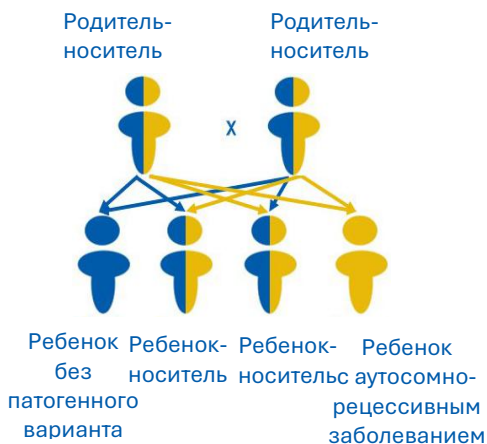 Родитель-
носитель
Родитель-
носитель
X
Ребенок
без
патогенного
варианта
Ребенок-
носитель
Ребенок-
носитель
Ребенок
с аутосомно-
рецессивным
заболеванием